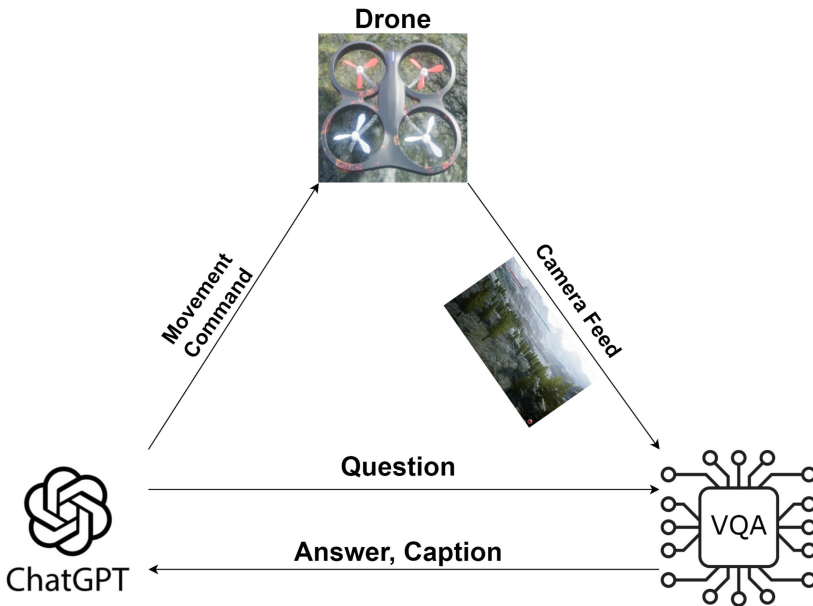 Drone
Movement
Command
Camera Feed
Question
VQA
Answer, Caption
ChatGPT